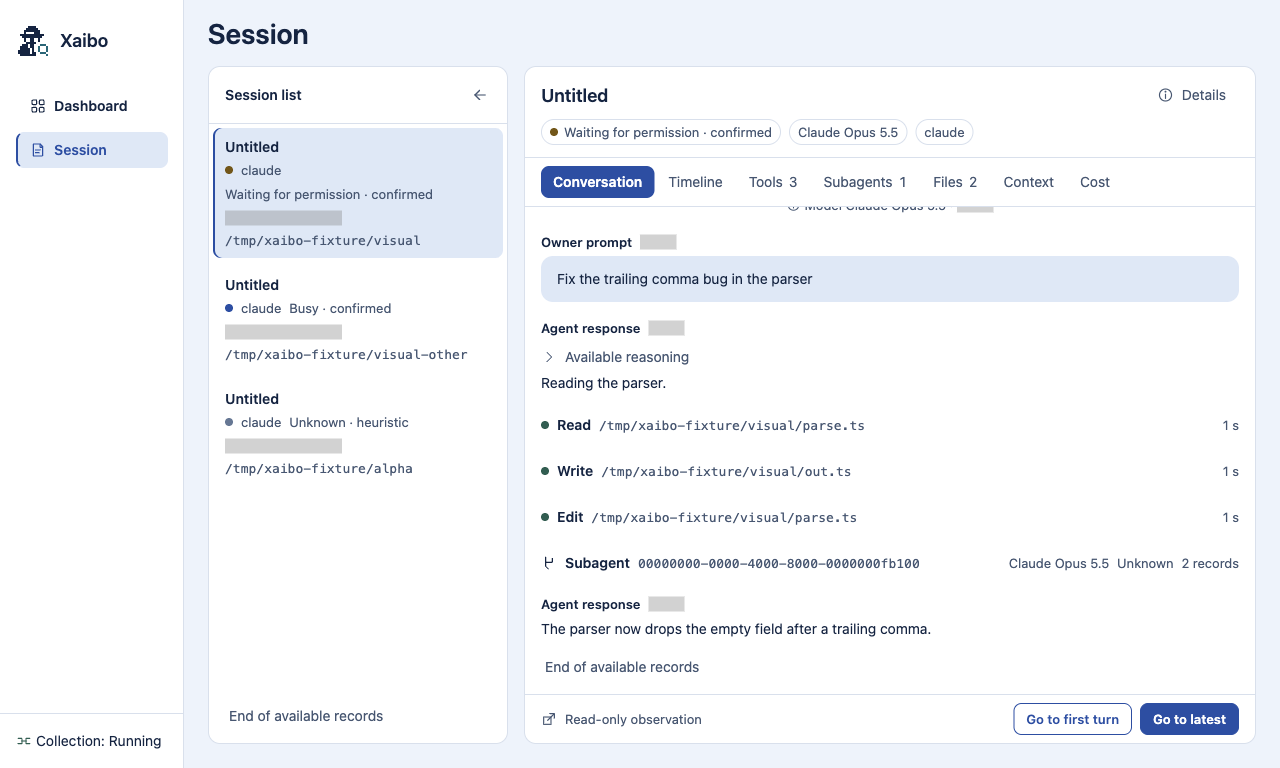 Xaibo
Dashboard
Session
Collection: Running
Session
Session list
Untitled
claude
Waiting for permission · confirmed
/tmp/xaibo-fixture/visual
Untitled
claude Busy · confirmed
/tmp/xaibo-fixture/visual-other
Untitled
claude Unknown · heuristic
/tmp/xaibo-fixture/alpha
End of available records
Untitled
Details
Waiting for permission · confirmed
Claude Opus 5.5
claude
Conversation Timeline Tools 3 Subagents 1 Files 2 Context Cost
Model Claude Opus 5.5
Owner prompt
Fix the trailing comma bug in the parser
Agent response
Available reasoning
Reading the parser.
Read /tmp/xaibo-fixture/visual/parse.ts 1 s
Write /tmp/xaibo-fixture/visual/out.ts 1 s
Edit /tmp/xaibo-fixture/visual/parse.ts 1 s
Subagent 00000000-0000-4000-8000-0000000fb100 Claude Opus 5.5 Unknown 2 records
Agent response
The parser now drops the empty field after a trailing comma.
End of available records
Read-only observation
Go to first turn
Go to latest